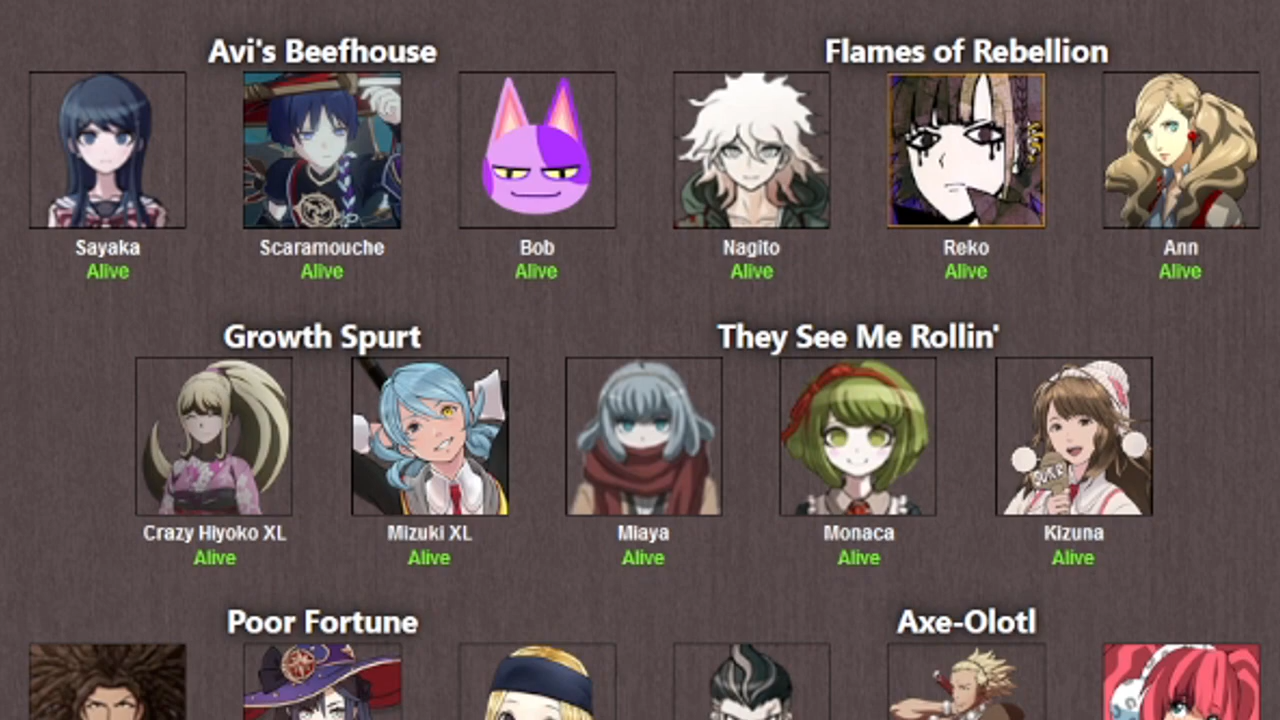 Avi's Beefhouse
Flames of Rebellion
Sayaka
Scaramouche
Bob
Nagito
Reko
Ann
Alive
Alive
Alive
Alive
Alive
Alive
Growth Spurt
They See Me Rollin'
Crazy Hiyoko XL
Mizuki XL
Miaya
Monaca
Kizuna
Alive
Alive
Alive
Alive
Alive
Poor Fortune
Axe-Olotl